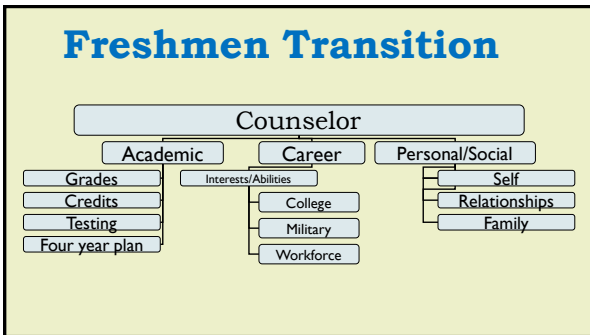 Freshmen Transition
Counselor
Academic
Career
Personal/Social
Grades
Credits
Testing
Four year plan
Interests/Abilities
College
Military
Workforce
Self
Relationships
Family